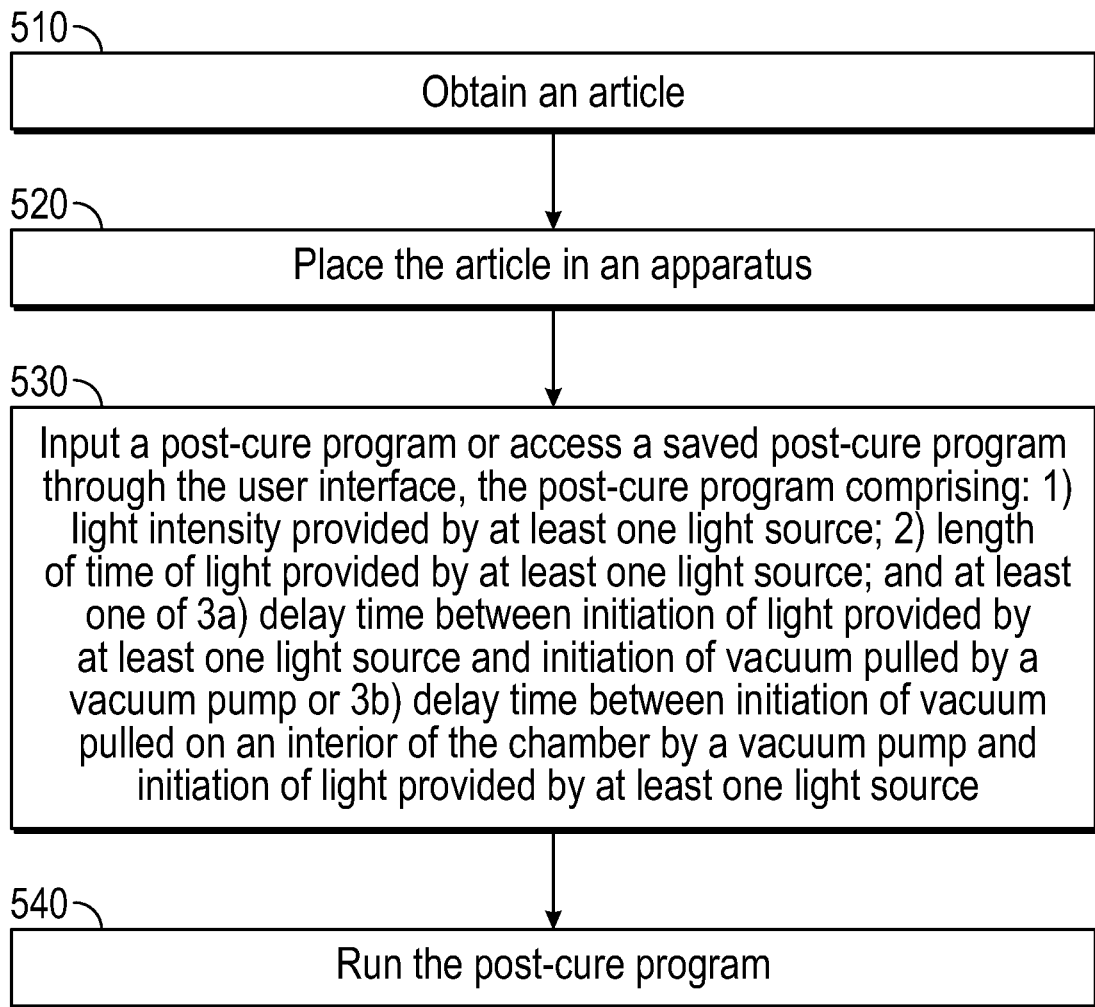 510
Obtain an article
520
Place the article in an apparatus
530
Input a post-cure program or access a saved post-cure program
through the user interface, the post-cure program comprising: 1)
light intensity provided by at least one light source; 2) length
of time of light provided by at least one light source; and at least
one of 3a) delay time between initiation of light provided by
at least one light source and initiation of vacuum pulled by a
vacuum pump or 3b) delay time between initiation of vacuum
pulled on an interior of the chamber by a vacuum pump and
initiation of light provided by at least one light source
540
Run the post-cure program